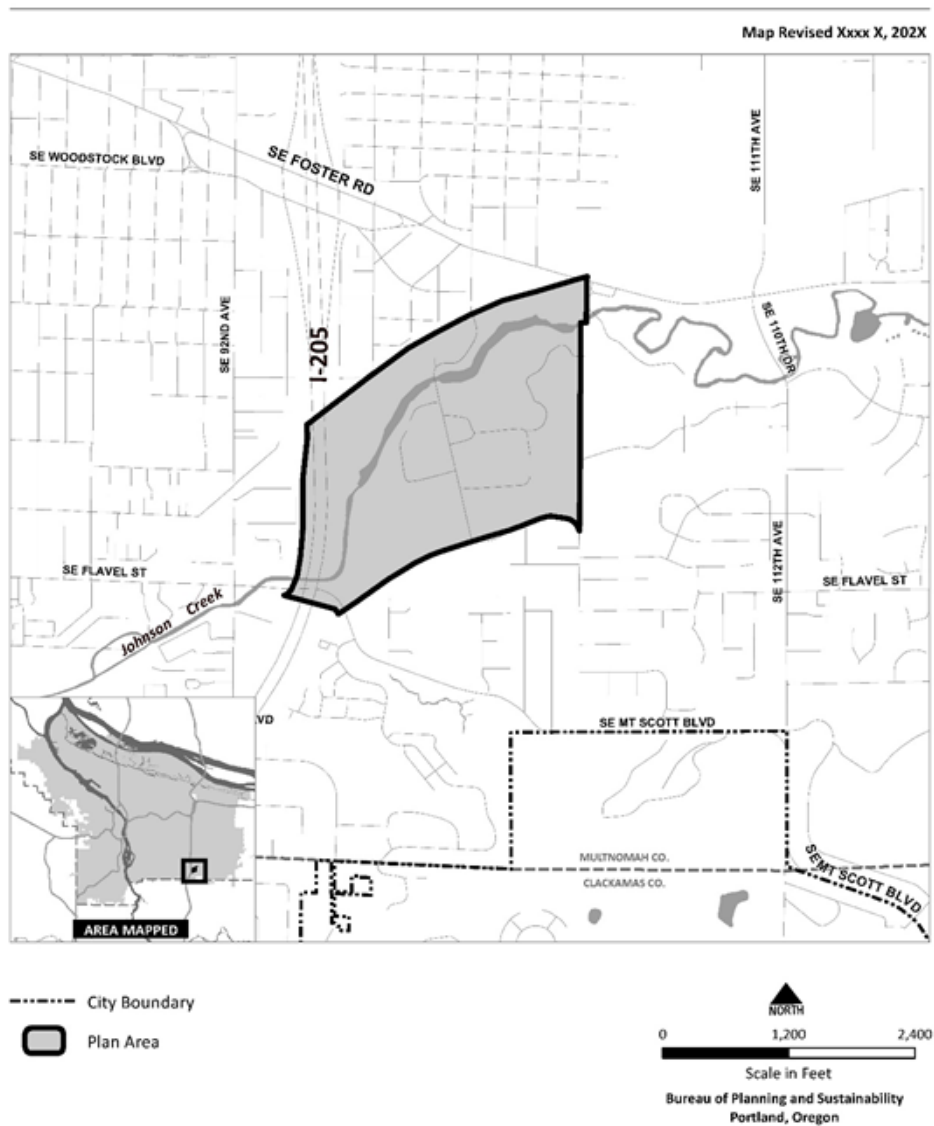 Map Revised Xxxx X, 202X
SE WOODSTOCK BLVD
SE FOSTER RD
SE 111TH AVE
SE 92ND AVE
I-205
SE 110TH DR
SE FLAVEL ST
Johnson Creek
SE 112TH AVE
SE FLAVEL ST
VD
SE MT SCOTT BLVD
MULTNOMAH CO.
CLACKAMAS CO.
SE MT SCOTT BLVD
AREA MAPPED
City Boundary
Plan Area
NORTH
0 1,200 2,400
Scale in Feet
Bureau of Planning and Sustainability
Portland, Oregon